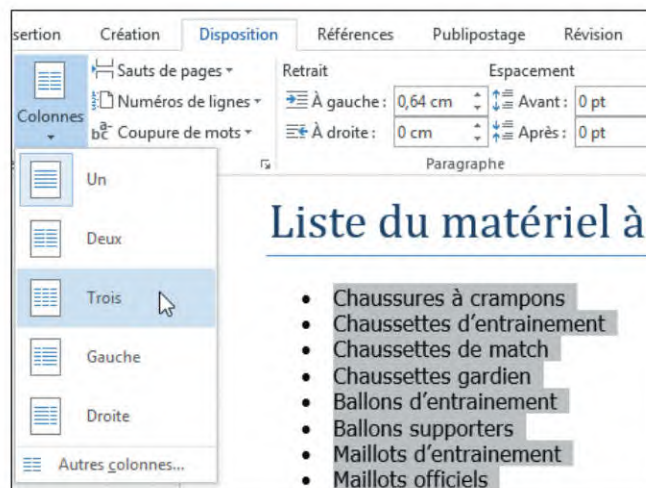 sertion Création Disposition Références Publipostage Révision
Colonnes
Sauts de pages
Numéros de lignes
Coupure de mots
Retrait
À gauche : 0,64 cm
À droite : 0 cm
Espacement
Avant : 0 pt
Après : 0 pt
Paragraphe
Un
Deux
Trois
Gauche
Droite
Autres colonnes...
Liste du matériel à
• Chaussures à crampons
• Chaussettes d’entrainement
• Chaussettes de match
• Chaussettes gardien
• Ballons d’entrainement
• Ballons supporters
• Maillots d’entrainement
• Maillots officiels